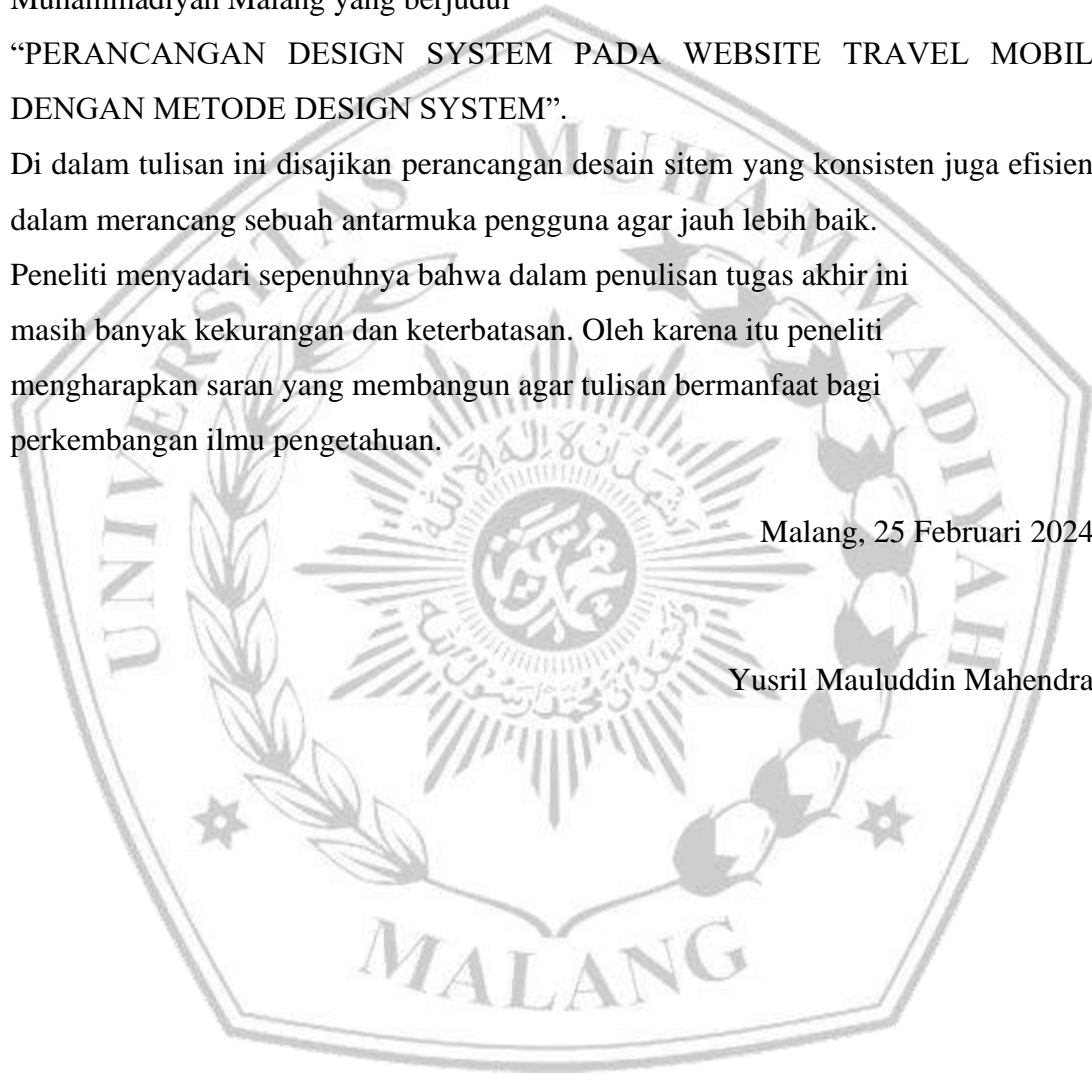 Muhammadiyah Malang yang berjudul
“PERANCANGAN DESIGN SYSTEM PADA WEBSITE TRAVEL MOBIL
DENGAN METODE DESIGN SYSTEM”.
Di dalam tulisan ini disajikan perancangan desain sitem yang konsisten juga efisien
dalam merancang sebuah antarmuka pengguna agar jauh lebih baik.
Peneliti menyadari sepenuhnya bahwa dalam penulisan tugas akhir ini
masih banyak kekurangan dan keterbatasan. Oleh karena itu peneliti
mengharapkan saran yang membangun agar tulisan bermanfaat bagi
perkembangan ilmu pengetahuan.
Malang, 25 Februari 2024
Yusril Mauluddin Mahendra
UNIVERSITAS MUHAMMADIYAH
MALANG